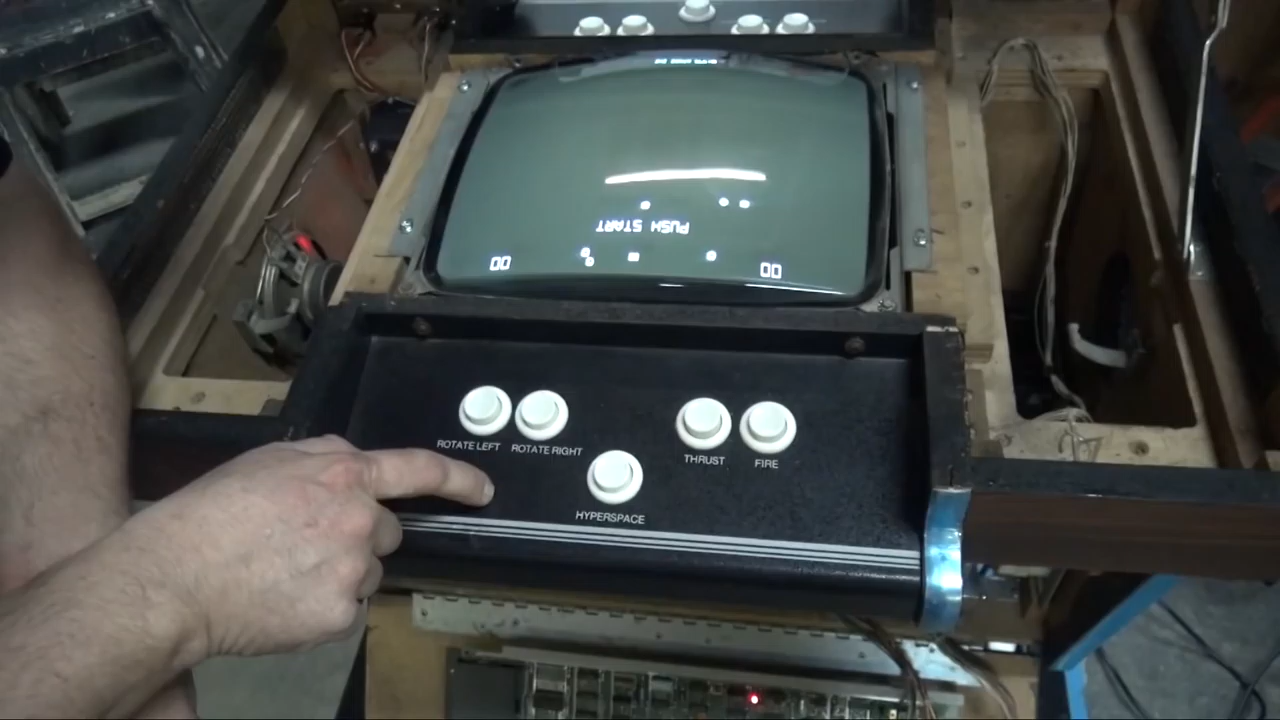 PUSH START
00 00
ROTATE LEFT ROTATE RIGHT THRUST FIRE
HYPERSPACE